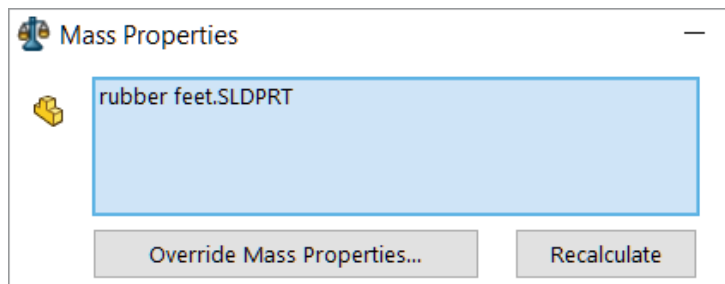 Mass Properties
rubber feet.SLDPRT
Override Mass Properties...
Recalculate